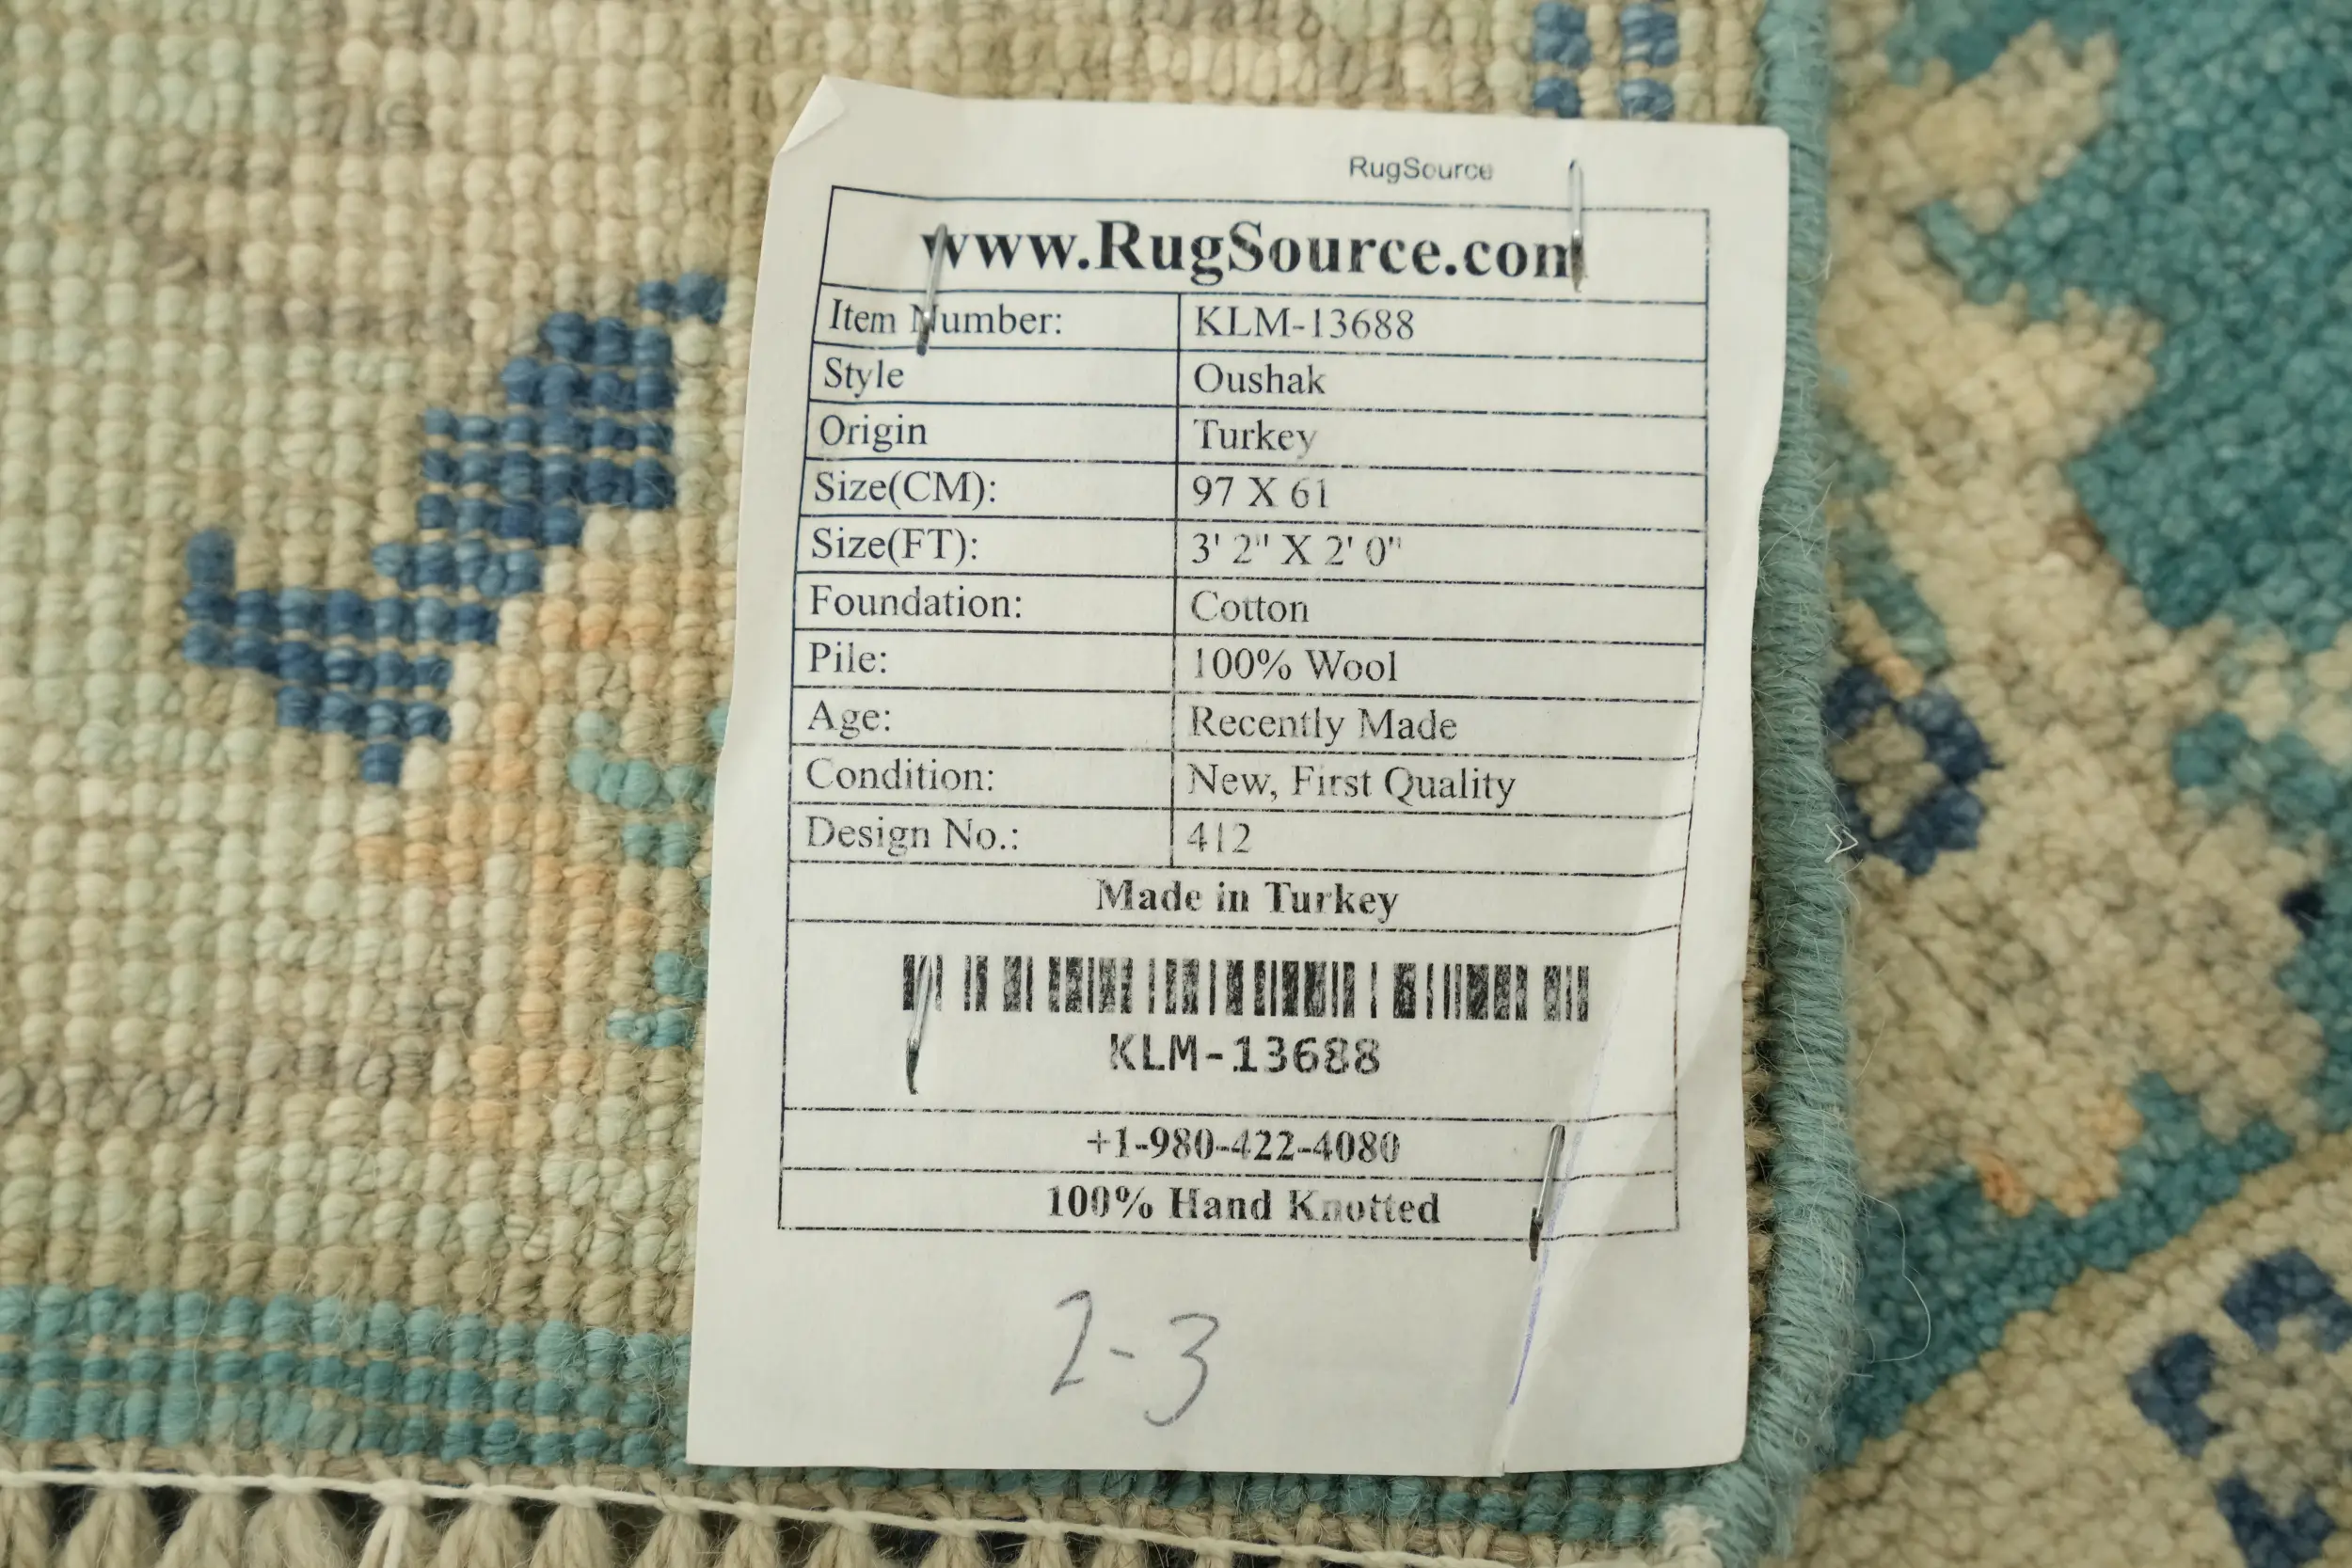 RugSource
www.RugSource.com
Item Number: KLM-13688
Style Oushak
Origin Turkey
Size(CM): 97 X 61
Size(FT): 3' 2" X 2' 0"
Foundation: Cotton
Pile: 100% Wool
Age: Recently Made
Condition: New, First Quality
Design No.: 412
Made in Turkey
KLM-13688
+1-980-422-4080
100% Hand Knotted
2-3